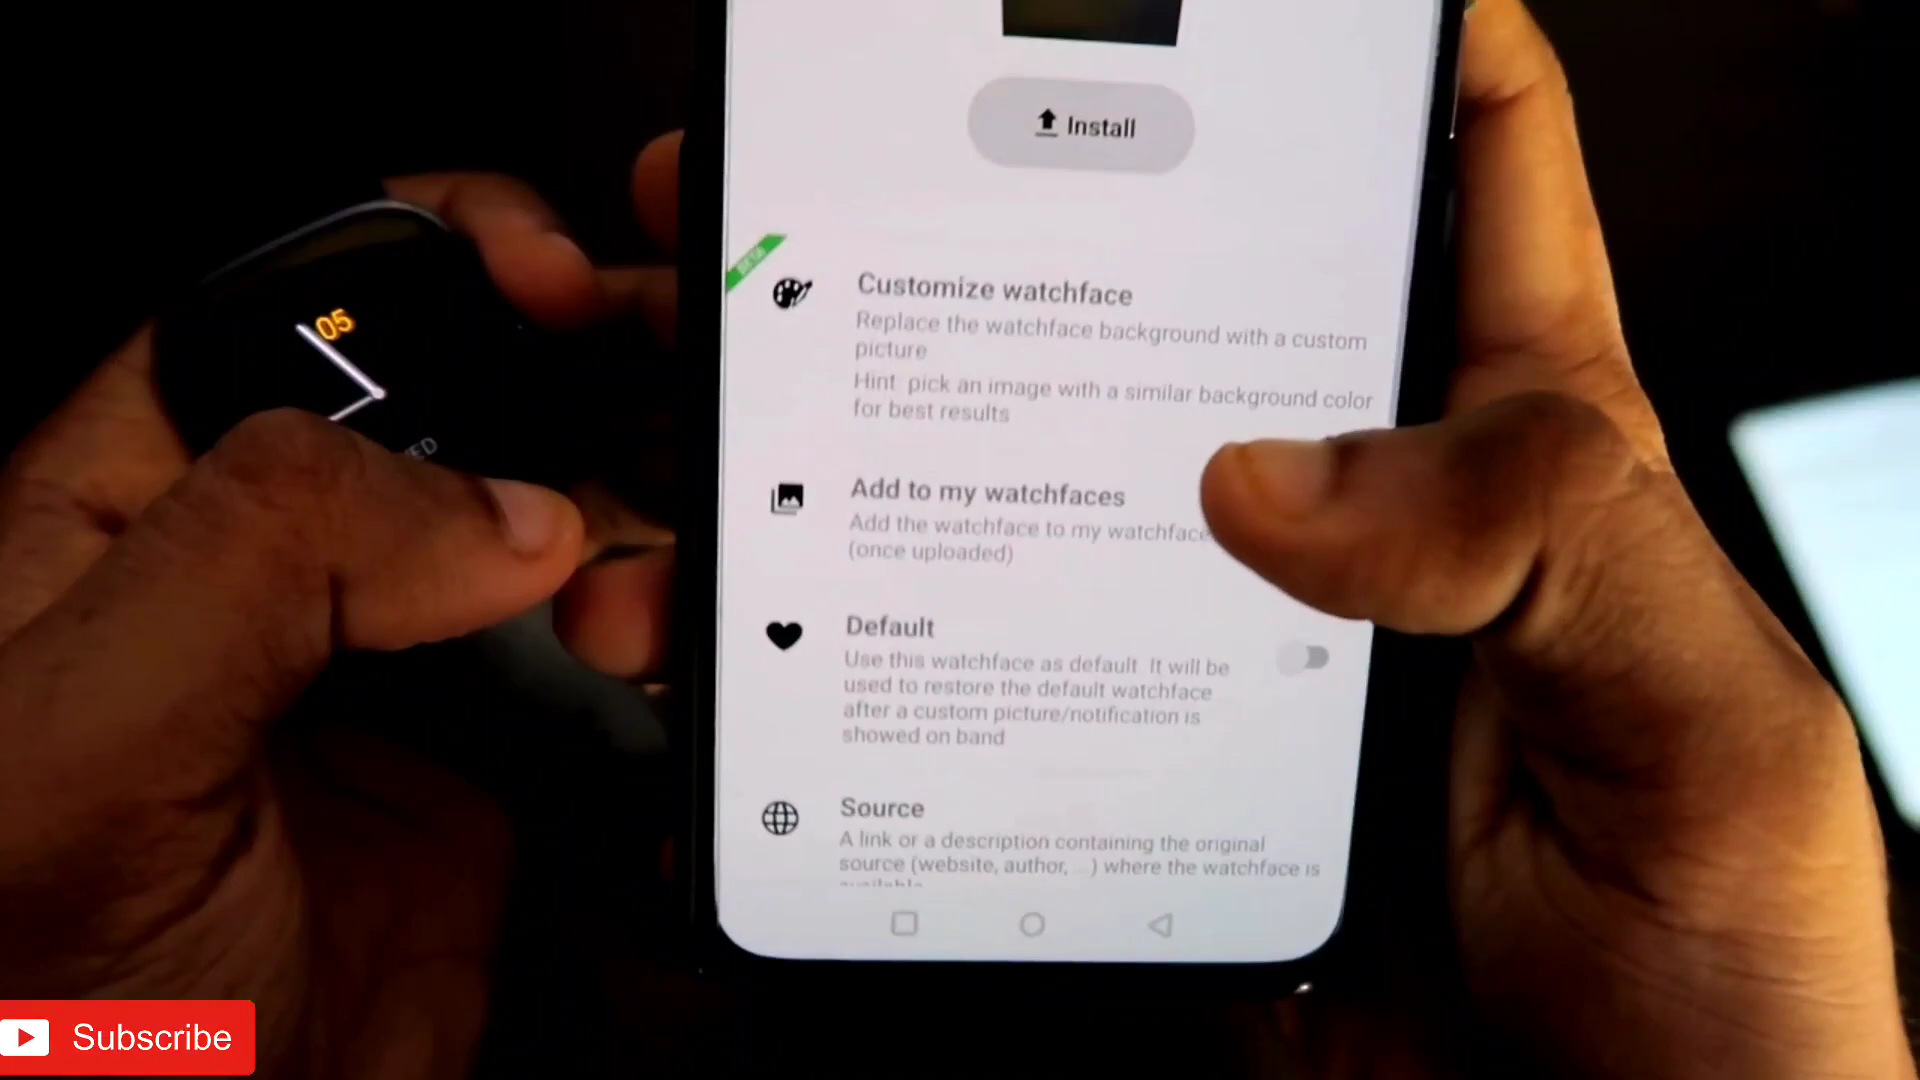 Install
BETA
Customize watchface
Replace the watchface background with a custom
picture
Hint: pick an image with a similar background color
for best results
05
Add to my watchfaces
Add the watchface to my watchface
(once uploaded)
Default
Use this watchface as default. It will be
used to restore the default watchface
after a custom picture/notification is
showed on band
Source
A link or a description containing the original
source (website, author, ...) where the watchface is
Subscribe